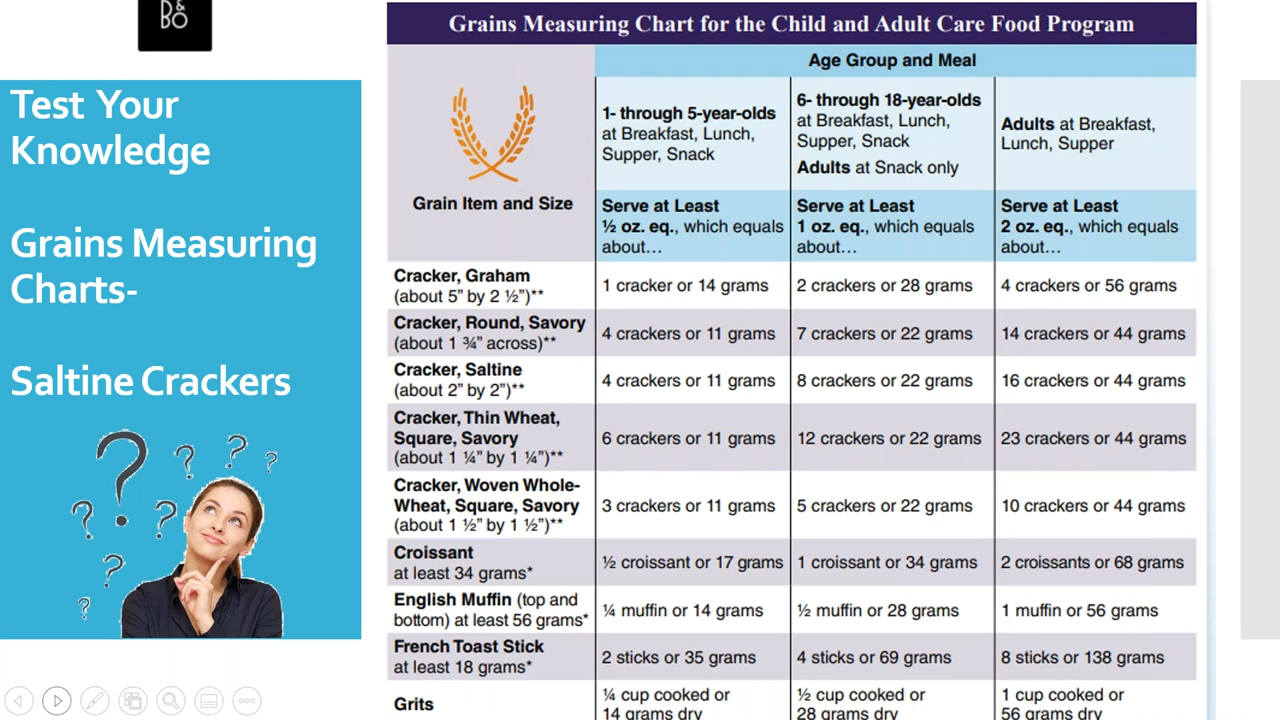 B&
BO
Test Your
Knowledge
Grains Measuring
Charts-
Saltine Crackers
Grains Measuring Chart for the Child and Adult Care Food Program
Grain Item and Size
Age Group and Meal
1- through 5-year-olds
at Breakfast, Lunch,
Supper, Snack
6- through 18-year-olds
at Breakfast, Lunch,
Supper, Snack
Adults at Snack only
Adults at Breakfast,
Lunch, Supper
Serve at Least
½ oz. eq., which equals
about…
Serve at Least
1 oz. eq., which equals
about…
Serve at Least
2 oz. eq., which equals
about…
Cracker, Graham
(about 5” by 2 ½”)**
1 cracker or 14 grams
2 crackers or 28 grams
4 crackers or 56 grams
Cracker, Round, Savory
(about 1 ¾” across)**
4 crackers or 11 grams
7 crackers or 22 grams
14 crackers or 44 grams
Cracker, Saltine
(about 2” by 2”)**
4 crackers or 11 grams
8 crackers or 22 grams
16 crackers or 44 grams
Cracker, Thin Wheat,
Square, Savory
(about 1 ¼” by 1 ¼”)**
6 crackers or 11 grams
12 crackers or 22 grams
23 crackers or 44 grams
Cracker, Woven Whole-
Wheat, Square, Savory
(about 1 ½” by 1 ½”)**
3 crackers or 11 grams
5 crackers or 22 grams
10 crackers or 44 grams
Croissant
at least 34 grams*
½ croissant or 17 grams
1 croissant or 34 grams
2 croissants or 68 grams
English Muffin (top and
bottom) at least 56 grams*
¼ muffin or 14 grams
½ muffin or 28 grams
1 muffin or 56 grams
French Toast Stick
at least 18 grams*
2 sticks or 35 grams
4 sticks or 69 grams
8 sticks or 138 grams
Grits
¼ cup cooked or
14 grams dry
½ cup cooked or
28 grams dry
1 cup cooked or
56 grams dry